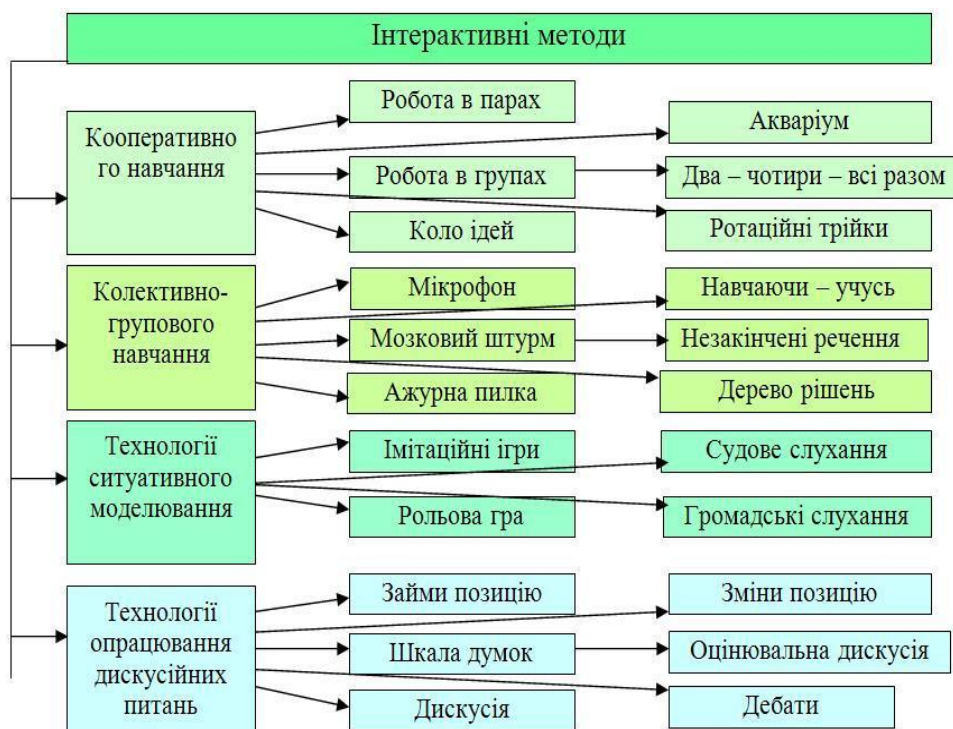 Інтерактивні методи
Кооперативно
го навчання
Робота в парах
Акваріум
Робота в групах
Два – чотири – всі разом
Коло ідей
Ротаційні трійки
Колективно-
групового
навчання
Мікрофон
Навчаючи – учусь
Мозковий штурм
Незакінчені речення
Ажурна пилка
Дерево рішень
Технології
ситуативного
моделювання
Імітаційні ігри
Судове слухання
Рольова гра
Громадські слухання
Технології
опрацювання
дискусійних
питань
Займи позицію
Зміни позицію
Шкала думок
Оцінювальна дискусія
Дискусія
Дебати